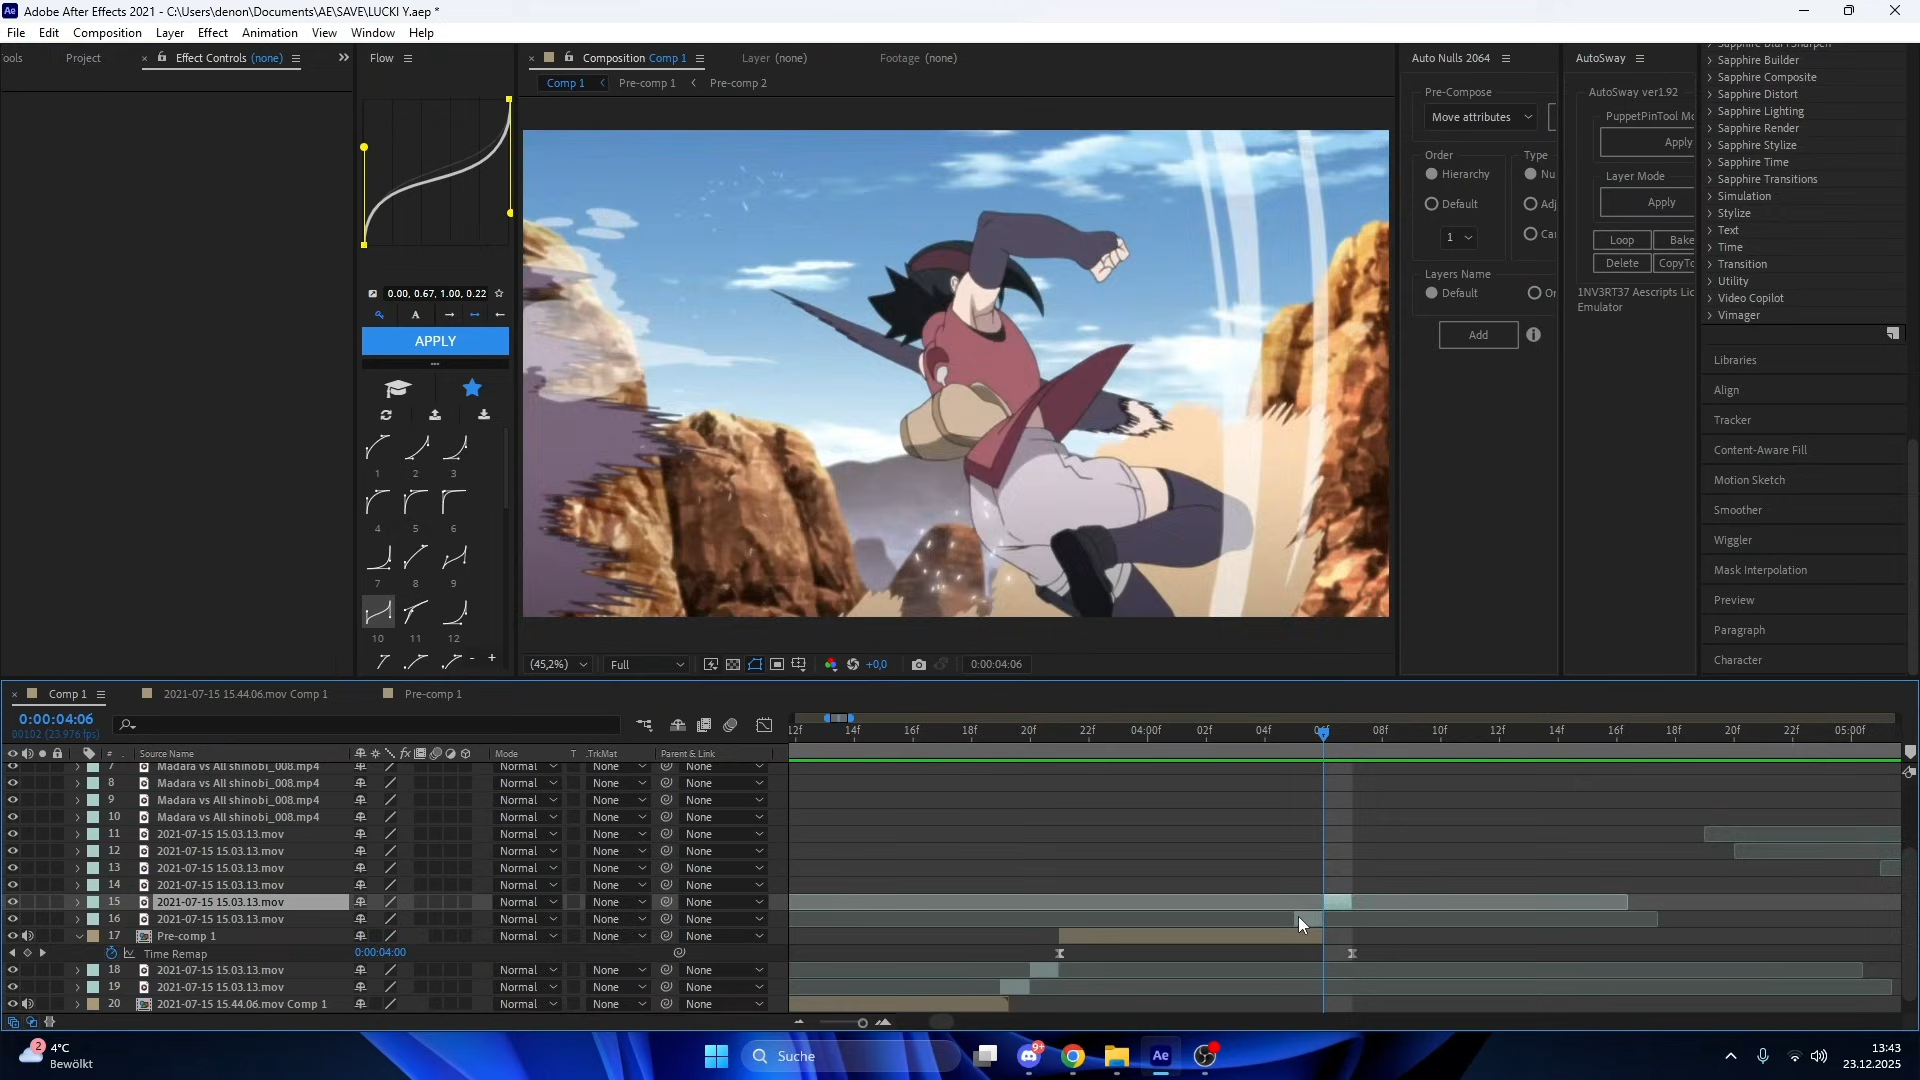 Adobe After Effects 2021 - C:\Users\denon\Documents\AE\SAVE\LUCKI Y.aep *
File Edit Composition Layer Effect Animation View Window Help
ools Project × Effect Controls (none) Flow × Composition Comp 1 Layer (none) Footage (none)
Comp 1 Pre-comp 1 Pre-comp 2
0.00, 0.67, 1.00, 0.22
A
APPLY
1 2 3
4 5 6
7 8 9
10 11 12
- +
Auto Nulls 2064
Pre-Compose
Move attributes
Order Type
Hierarchy Nu
Default Adj
1 Ca
Layers Name
Default Or
Add
AutoSway
AutoSway ver1.92
PuppetPinTool Mo
Apply
Layer Mode
Apply
Loop Bake
Delete CopyTo
1NV3RT37 Aescripts Lic
Emulator
Sapphire Blur+Sharpen
Sapphire Builder
Sapphire Composite
Sapphire Distort
Sapphire Lighting
Sapphire Render
Sapphire Stylize
Sapphire Time
Sapphire Transitions
Simulation
Stylize
Text
Time
Transition
Utility
Video Copilot
Vimager
Libraries
Align
Tracker
Content-Aware Fill
Motion Sketch
Smoother
Wiggler
Mask Interpolation
Preview
Paragraph
Character
(45,2%) Full +0,0 0:00:04:06
× Comp 1 2021-07-15 15.44.06.mov Comp 1 Pre-comp 1
0:00:04:06
00102 (23.976 fps)
12f 14f 16f 18f 20f 22f 04:00f 02f 04f 06f 08f 10f 12f 14f 16f 18f 20f 22f 05:00f
# Source Name fx Mode T .TrkMat Parent & Link
7 Madara vs All shinobi_008.mp4 Normal None None
8 Madara vs All shinobi_008.mp4 Normal None None
9 Madara vs All shinobi_008.mp4 Normal None None
10 Madara vs All shinobi_008.mp4 Normal None None
11 2021-07-15 15.03.13.mov Normal None None
12 2021-07-15 15.03.13.mov Normal None None
13 2021-07-15 15.03.13.mov Normal None None
14 2021-07-15 15.03.13.mov Normal None None
15 2021-07-15 15.03.13.mov Normal None None
16 2021-07-15 15.03.13.mov Normal None None
17 Pre-comp 1 Normal None None
Time Remap 0:00:04:00
18 2021-07-15 15.03.13.mov Normal None None
19 2021-07-15 15.03.13.mov Normal None None
20 2021-07-15 15.44.06.mov Comp 1 Normal None None
2 4°C
Bewölkt
Suche
9+
Ae
13:43
23.12.2025